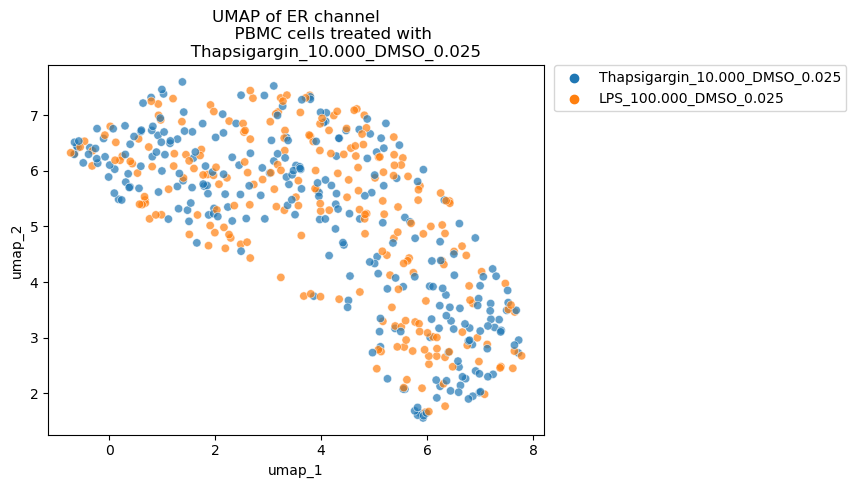 UMAP of ER channel
PBMC cells treated with
Thapsigargin_10.000_DMSO_0.025
Thapsigargin_10.000_DMSO_0.025
LPS_100.000_DMSO_0.025
7
6
5
4
3
2
umap_2
0
2
4
6
8
umap_1